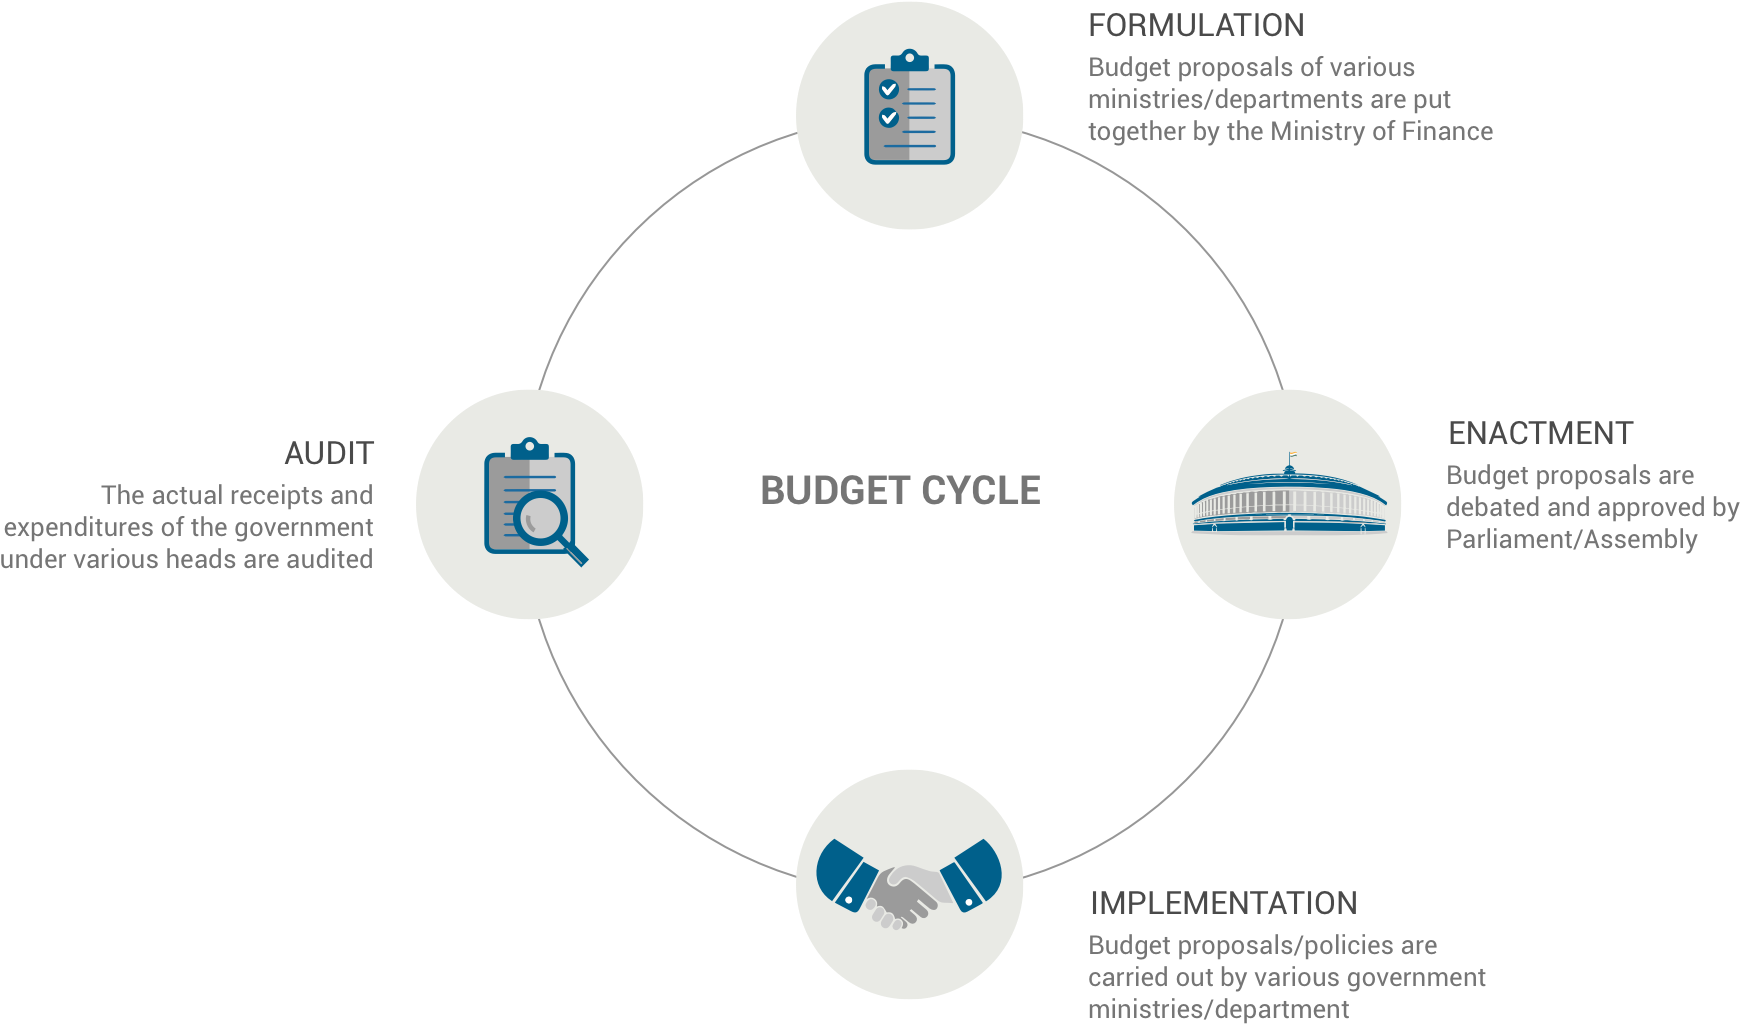 FORMULATION
Budget proposals of various
ministries/departments are put
together by the Ministry of Finance
ENACTMENT
Budget proposals are
debated and approved by
Parliament/Assembly
BUDGET CYCLE
AUDIT
The actual receipts and
expenditures of the government
under various heads are audited
IMPLEMENTATION
Budget proposals/policies are
carried out by various government
ministries/department